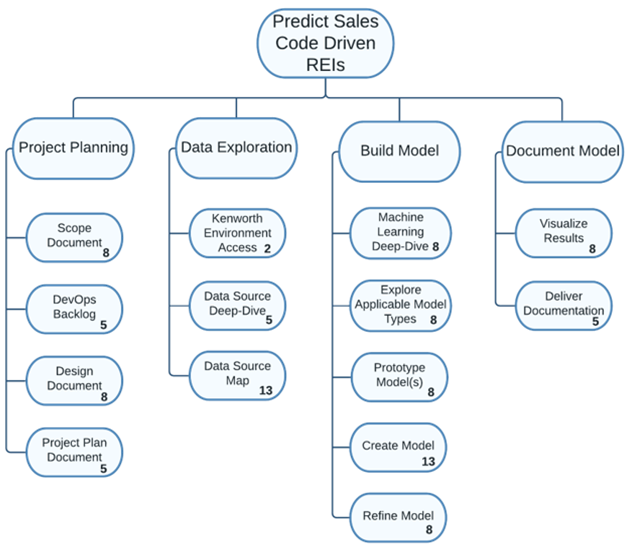 Predict Sales
Code Driven
REIs
Project Planning
Scope
Document
8
DevOps
Backlog
5
Design
Document
8
Project Plan
Document
5
Data Exploration
Kenworth
Environment
Access 2
Data Source
Deep-Dive
5
Data Source
Map
13
Build Model
Machine
Learning
Deep-Dive 8
Explore
Applicable Model
Types 8
Prototype
Model(s)
8
Create Model
13
Refine Model
8
Document Model
Visualize
Results
8
Deliver
Documentation
5